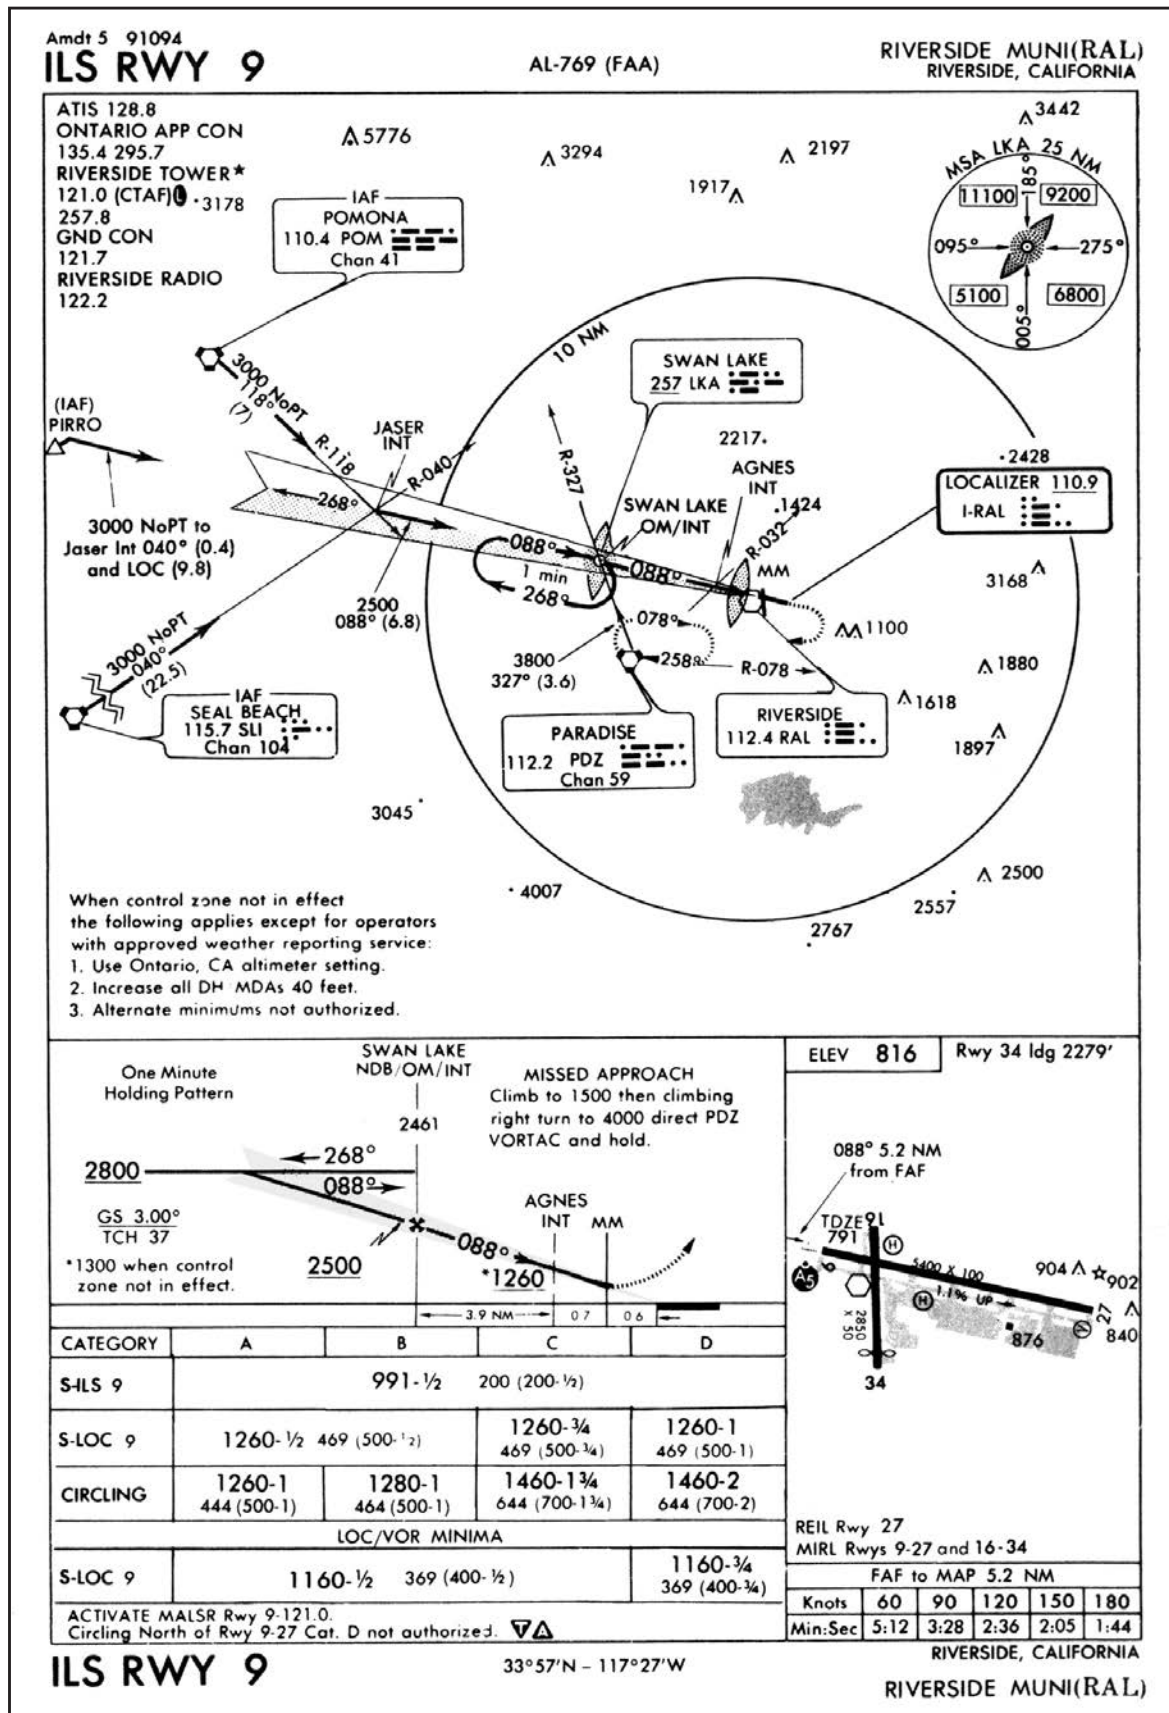 Amdt 5 91094
ILS RWY 9
AL-769 (FAA)
RIVERSIDE MUNI(RAL)
RIVERSIDE, CALIFORNIA
ATIS 128.8
ONTARIO APP CON
135.4 295.7
RIVERSIDE TOWER*
121.0 (CTAF) L
257.8
GND CON
121.7
RIVERSIDE RADIO
122.2
3178
5776
3294
2197
1917
3442
MSA LKA 25 NM
11100
9200
5100
6800
185°
095°
275°
005°
IAF
POMONA
110.4 POM
Chan 41
3000 NoPT
118°
(7)
R-118
(IAF)
PIRRO
3000 NoPT to
Jaser Int 040° (0.4)
and LOC (9.8)
JASER
INT
R-040
268°
10 NM
SWAN LAKE
257 LKA
R-327
2217
AGNES
INT
SWAN LAKE
OM/INT
1424
R-032
2428
LOCALIZER 110.9
I-RAL
088°
1 min
268°
088°
MM
3168
2500
088° (6.8)
078°
1100
3800
327° (3.6)
258°
R-078
1880
1618
1897
3000 NoPT
040°
(22.5)
IAF
SEAL BEACH
115.7 SLI
Chan 104
PARADISE
112.2 PDZ
Chan 59
RIVERSIDE
112.4 RAL
3045
4007
2500
2557
2767
When control zone not in effect
the following applies except for operators
with approved weather reporting service:
1. Use Ontario, CA altimeter setting.
2. Increase all DH MDAs 40 feet.
3. Alternate minimums not authorized.
One Minute
Holding Pattern
SWAN LAKE
NDB/OM/INT
2461
MISSED APPROACH
Climb to 1500 then climbing
right turn to 4000 direct PDZ
VORTAC and hold.
2800
268°
088°
GS 3.00°
TCH 37
*1300 when control
zone not in effect.
2500
088°
*1260
AGNES
INT
MM
3.9 NM
0.7
0.6
ELEV 816
Rwy 34 ldg 2279'
088° 5.2 NM
from FAF
TDZE
791
16
H
A5
9
5400 X 100
1.1% UP
H
2850 X 50
904
902
27
840
876
V
34
REIL Rwy 27
MIRL Rwys 9-27 and 16-34
CATEGORY A B C D
S-ILS 9 991-½ 200 (200-½)
S-LOC 9 1260-½ 469 (500-½) 1260-¾ 469 (500-¾) 1260-1 469 (500-1)
CIRCLING 1260-1 444 (500-1) 1280-1 464 (500-1) 1460-1¾ 644 (700-1¾) 1460-2 644 (700-2)
LOC/VOR MINIMA
S-LOC 9 1160-½ 369 (400-½) 1160-¾ 369 (400-¾)
ACTIVATE MALSR Rwy 9-121.0.
Circling North of Rwy 9-27 Cat. D not authorized. T A
FAF to MAP 5.2 NM
Knots 60 90 120 150 180
Min:Sec 5:12 3:28 2:36 2:05 1:44
ILS RWY 9
33°57'N – 117°27'W
RIVERSIDE, CALIFORNIA
RIVERSIDE MUNI(RAL)